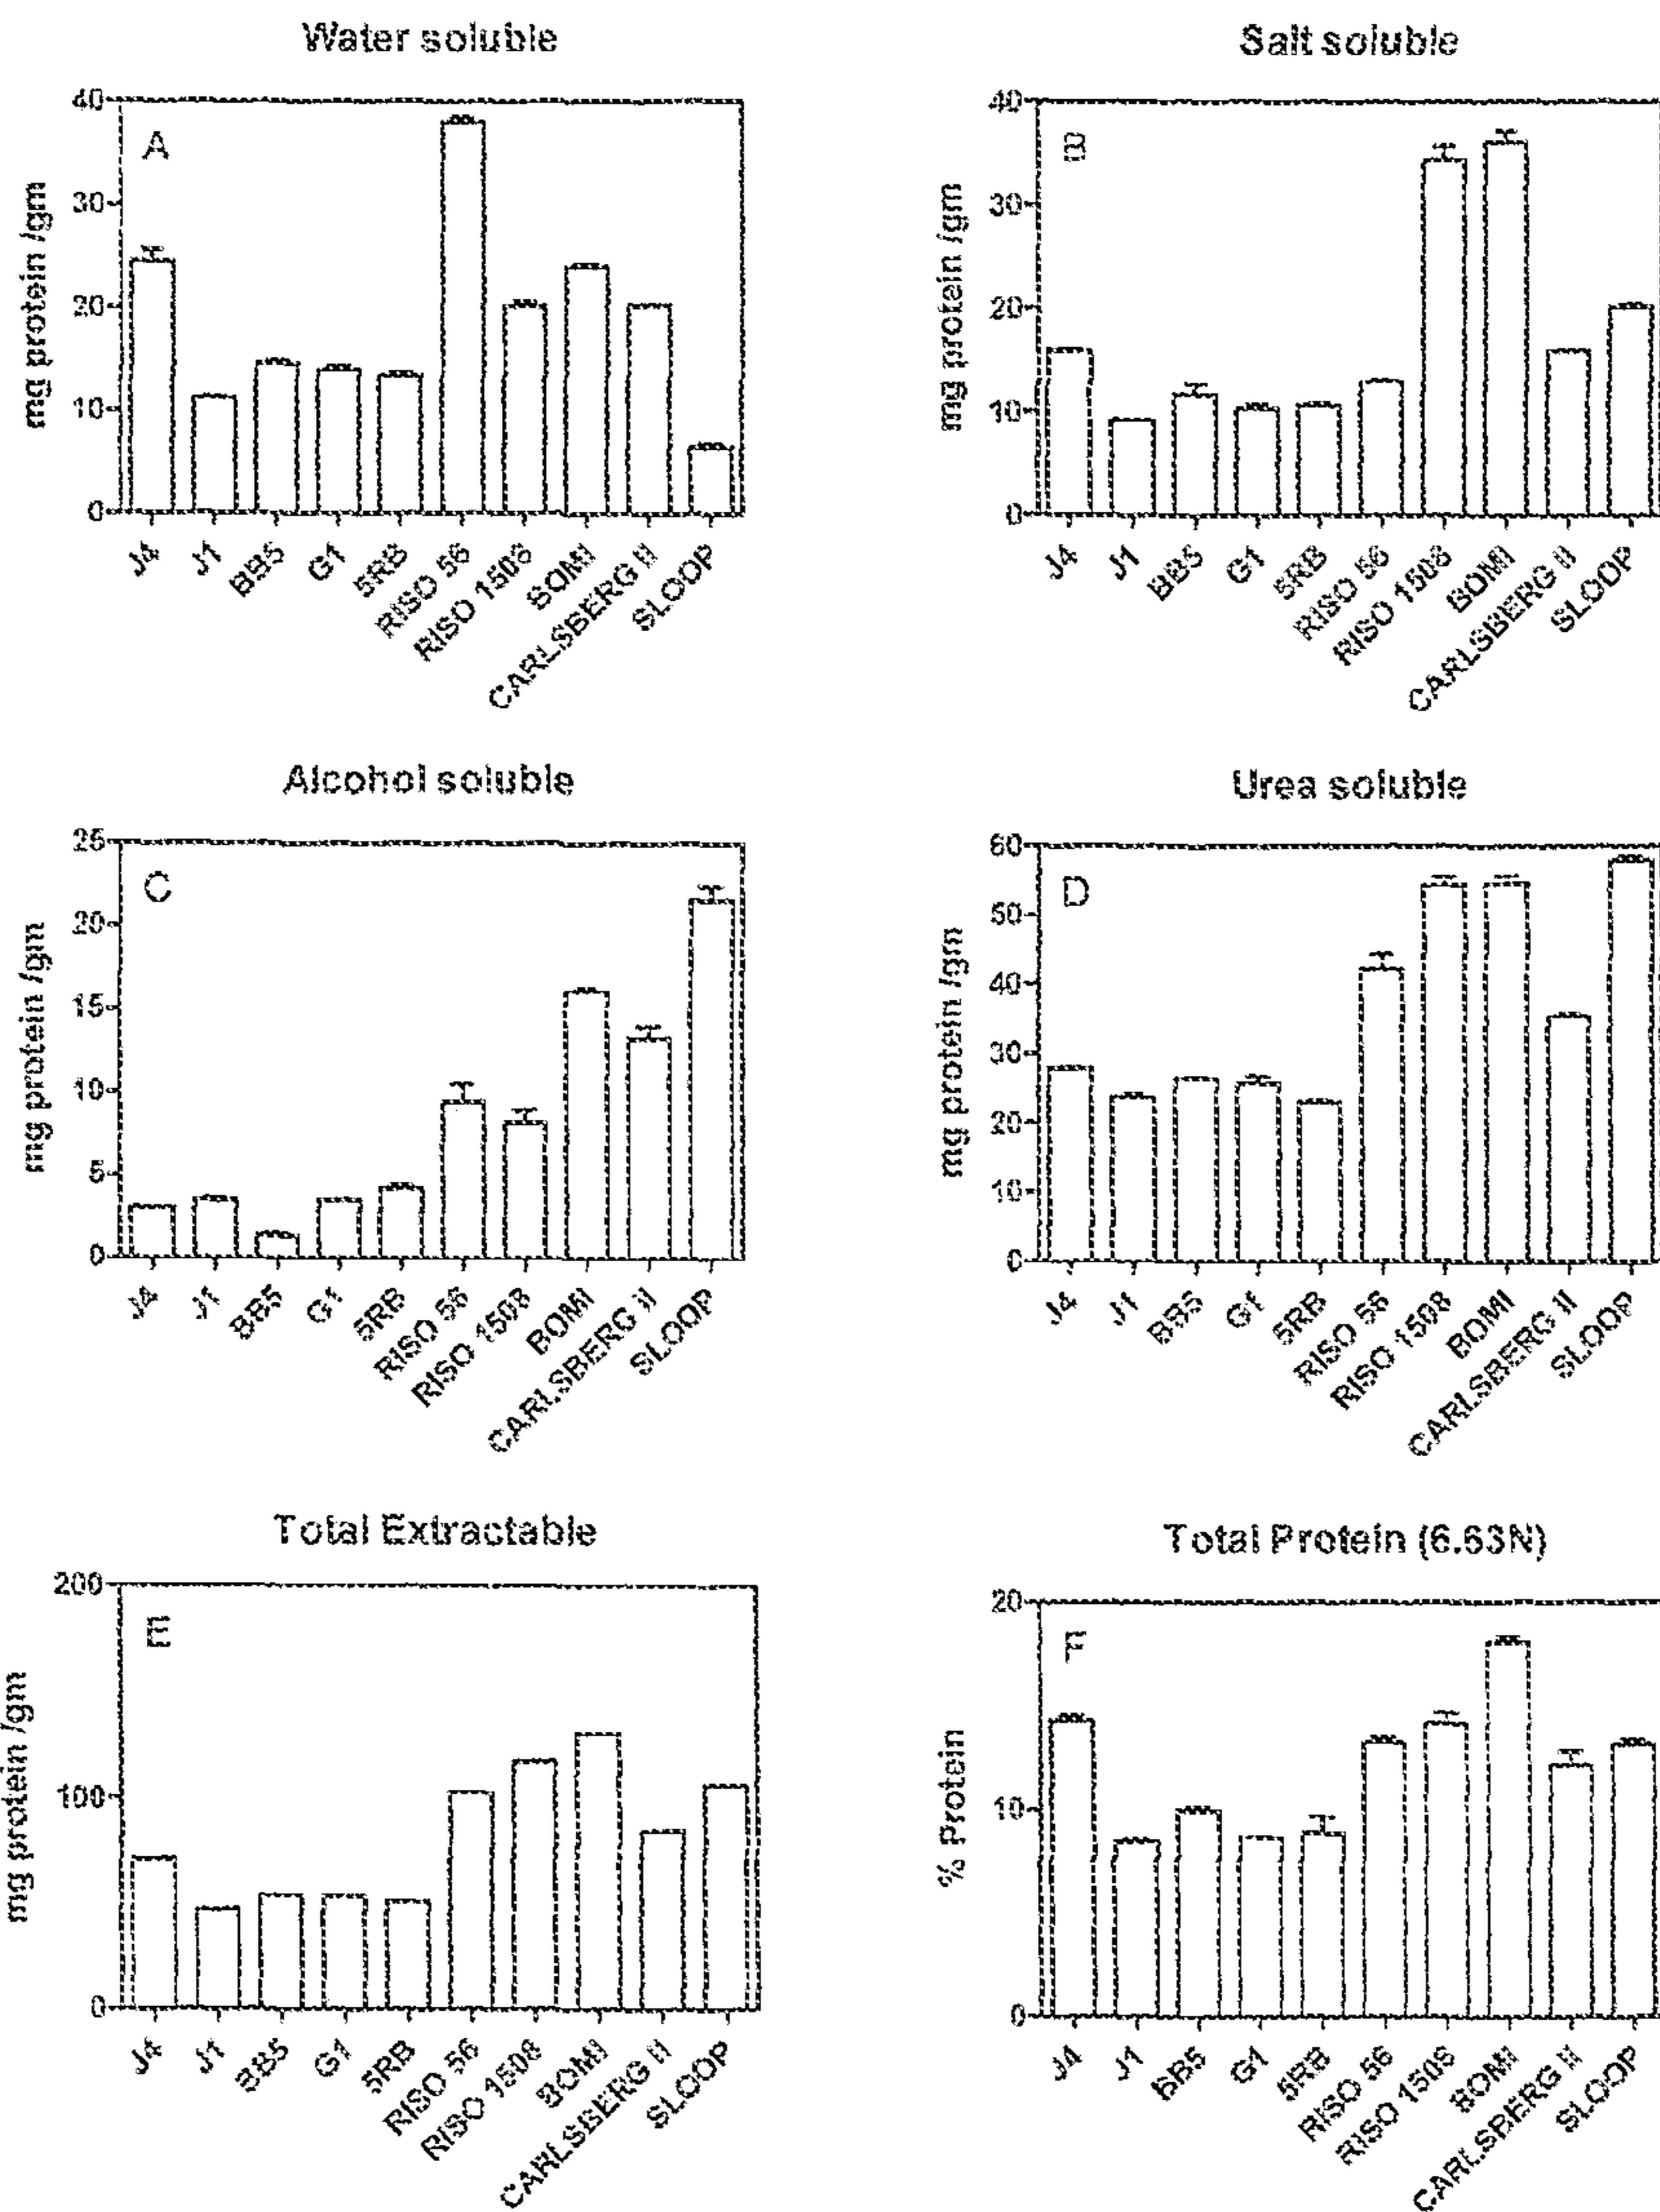 Water soluble
A
mg protein /gm
40
30
20
10
0
J4
J1
BB5
G1
5RB
RISO 56
RISO 1508
BOMI
CARLSBERG II
SLOOP
Salt soluble
B
mg protein /gm
40
30
20
10
0
J4
J1
BB5
G1
5RB
RISO 56
RISO 1508
BOMI
CARLSBERG II
SLOOP
Alcohol soluble
C
mg protein /gm
25
20
15
10
5
0
J4
J1
BB5
G1
5RB
RISO 56
RISO 1508
BOMI
CARLSBERG II
SLOOP
Urea soluble
D
mg protein /gm
60
50
40
30
20
10
0
J4
J1
BB5
G1
5RB
RISO 56
RISO 1508
BOMI
CARLSBERG II
SLOOP
Total Extractable
E
mg protein /gm
200
100
0
J4
J1
BB5
G1
5RB
RISO 56
RISO 1508
BOMI
CARLSBERG II
SLOOP
Total Protein (6.63N)
F
% Protein
20
10
0
J4
J1
BB5
G1
5RB
RISO 56
RISO 1508
BOMI
CARLSBERG II
SLOOP